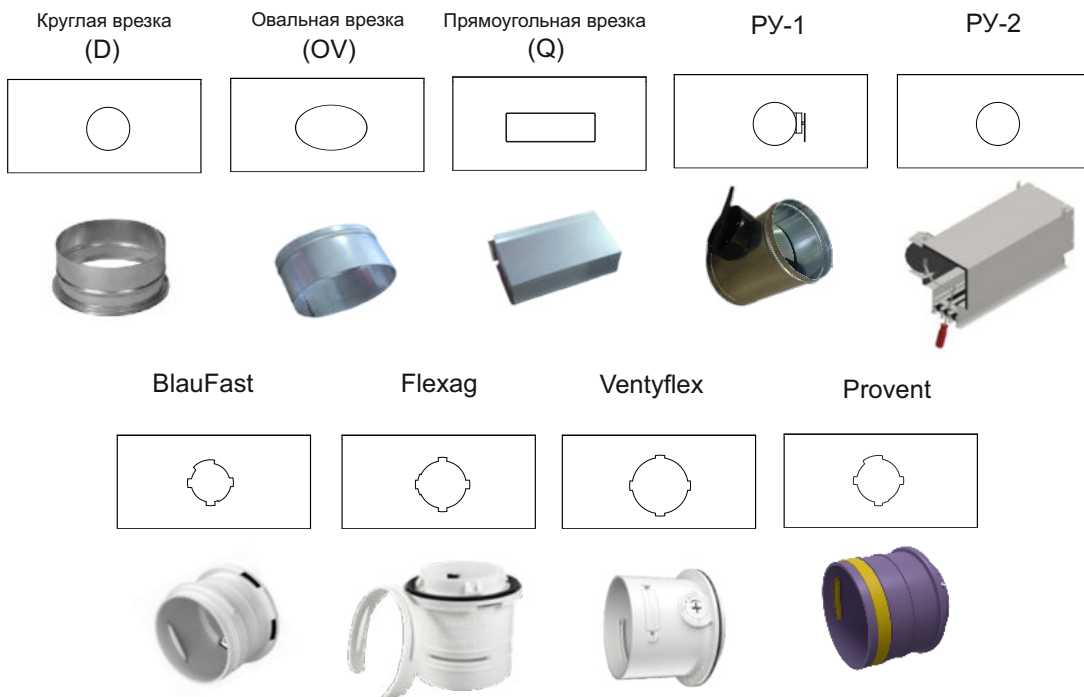 Круглая врезка
(D)
Овальная врезка
(OV)
Прямоугольная врезка
(Q)
РУ-1
РУ-2
BlauFast
Flexag
Ventyflex
Provent